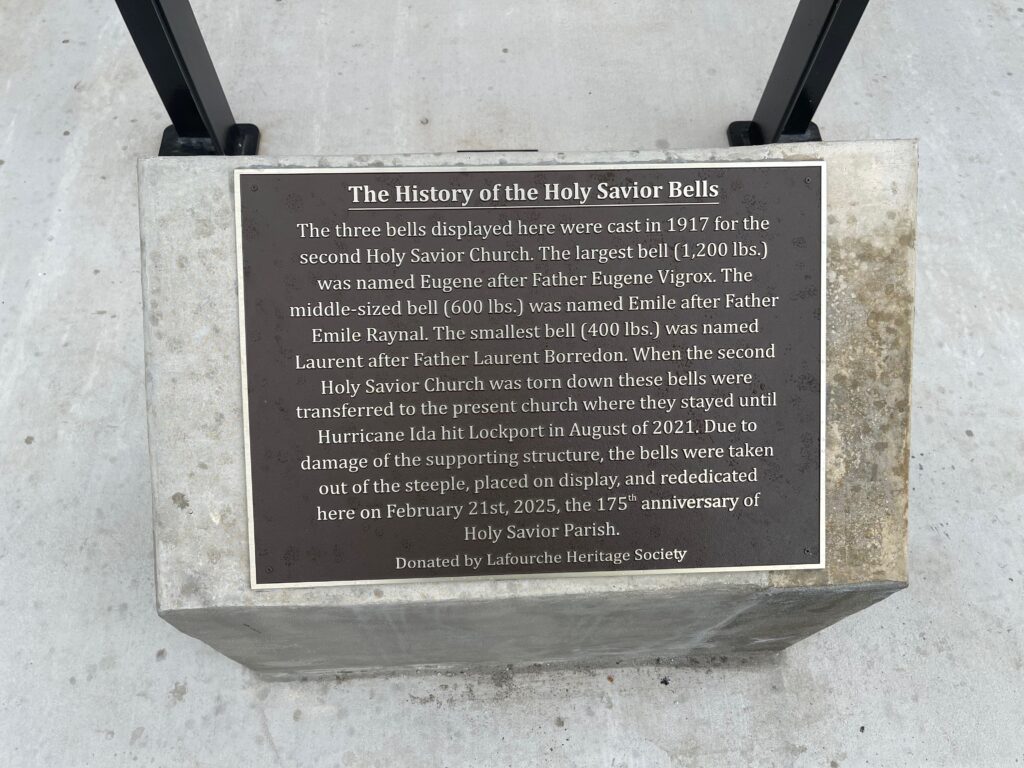 The History of the Holy Savior Bells
The three bells displayed here were cast in 1917 for the
second Holy Savior Church. The largest bell (1,200 lbs.)
was named Eugene after Father Eugene Vigrox. The
middle-sized bell (600 lbs.) was named Emile after Father
Emile Raynal. The smallest bell (400 lbs.) was named
Laurent after Father Laurent Borredon. When the second
Holy Savior Church was torn down these bells were
transferred to the present church where they stayed until
Hurricane Ida hit Lockport in August of 2021. Due to
damage of the supporting structure, the bells were taken
out of the steeple, placed on display, and rededicated
here on February 21st, 2025, the 175th anniversary of
Holy Savior Parish.
Donated by Lafourche Heritage Society